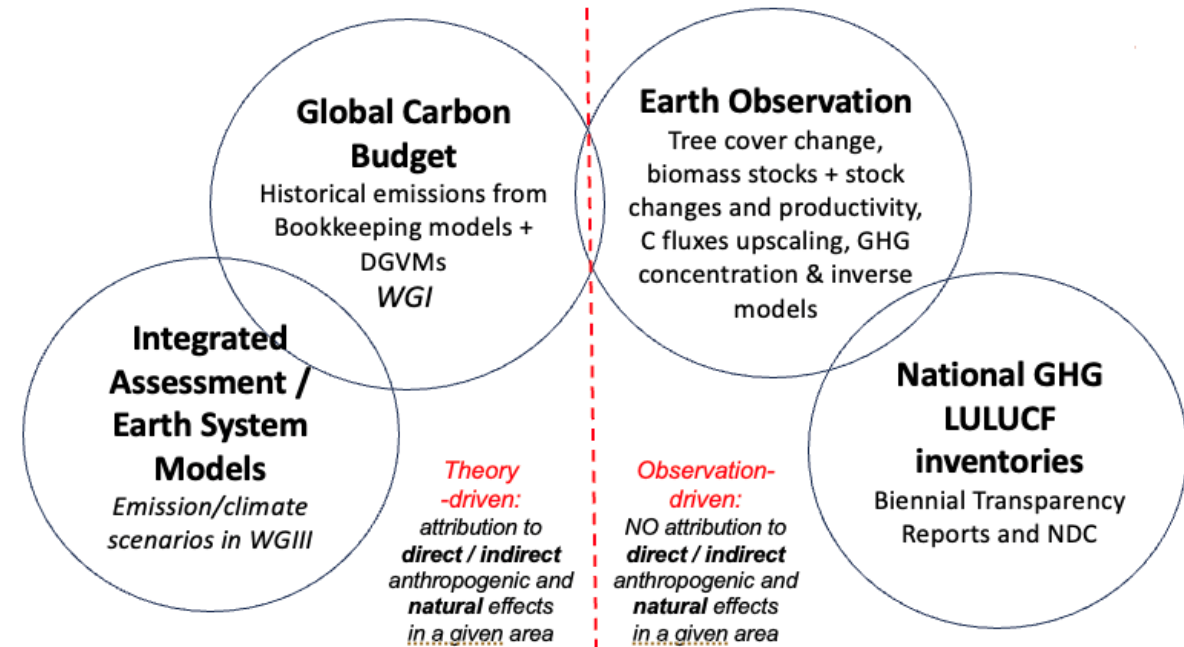 Global Carbon
Budget
Historical emissions from
Bookkeeping models +
DGVMs
WGI
Earth Observation
Tree cover change,
biomass stocks + stock
changes and productivity,
C fluxes upscaling, GHG
concentration & inverse
models
Integrated
Assessment /
Earth System
Models
Emission/climate
scenarios in WGIII
National GHG
LULUCF
inventories
Biennial Transparency
Reports and NDC
Theory
-driven:
attribution to
direct / indirect
anthropogenic and
natural effects
in a given area
Observation-
driven:
NO attribution to
direct / indirect
anthropogenic and
natural effects
in a given area